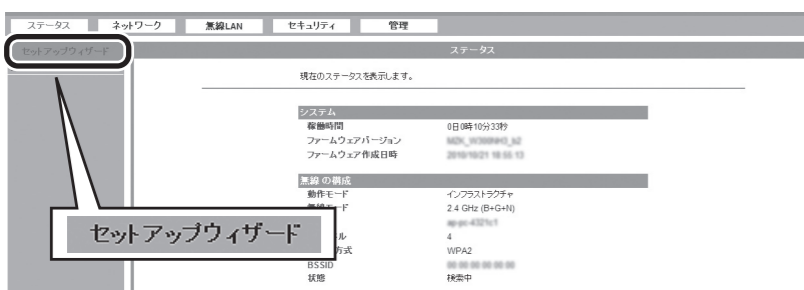 ステータス ネットワーク 無線LAN セキュリティ 管理
セットアップウィザード ステータス
現在のステータスを表示します。
システム
稼働時間 0日0時10分33秒
ファームウェアバージョン
ファームウェア作成日時
無線の構成
動作モード インフラストラクチャ
2.4 GHz (B+G+N)
セットアップウィザード
4
WPA2
BSSID
状態 検索中